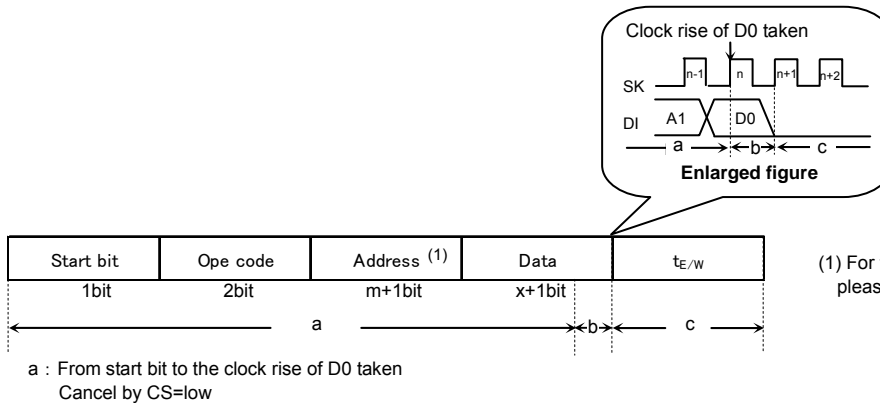 Clock rise of D0 taken
SK n-1 n n+1 n+2
DI A1 D0
a b c
Enlarged figure
Start bit Ope code Address (1) Data tE/W
1bit 2bit m+1bit x+1bit
(1) For
pleas
a b c
a : From start bit to the clock rise of D0 taken
Cancel by CS=low